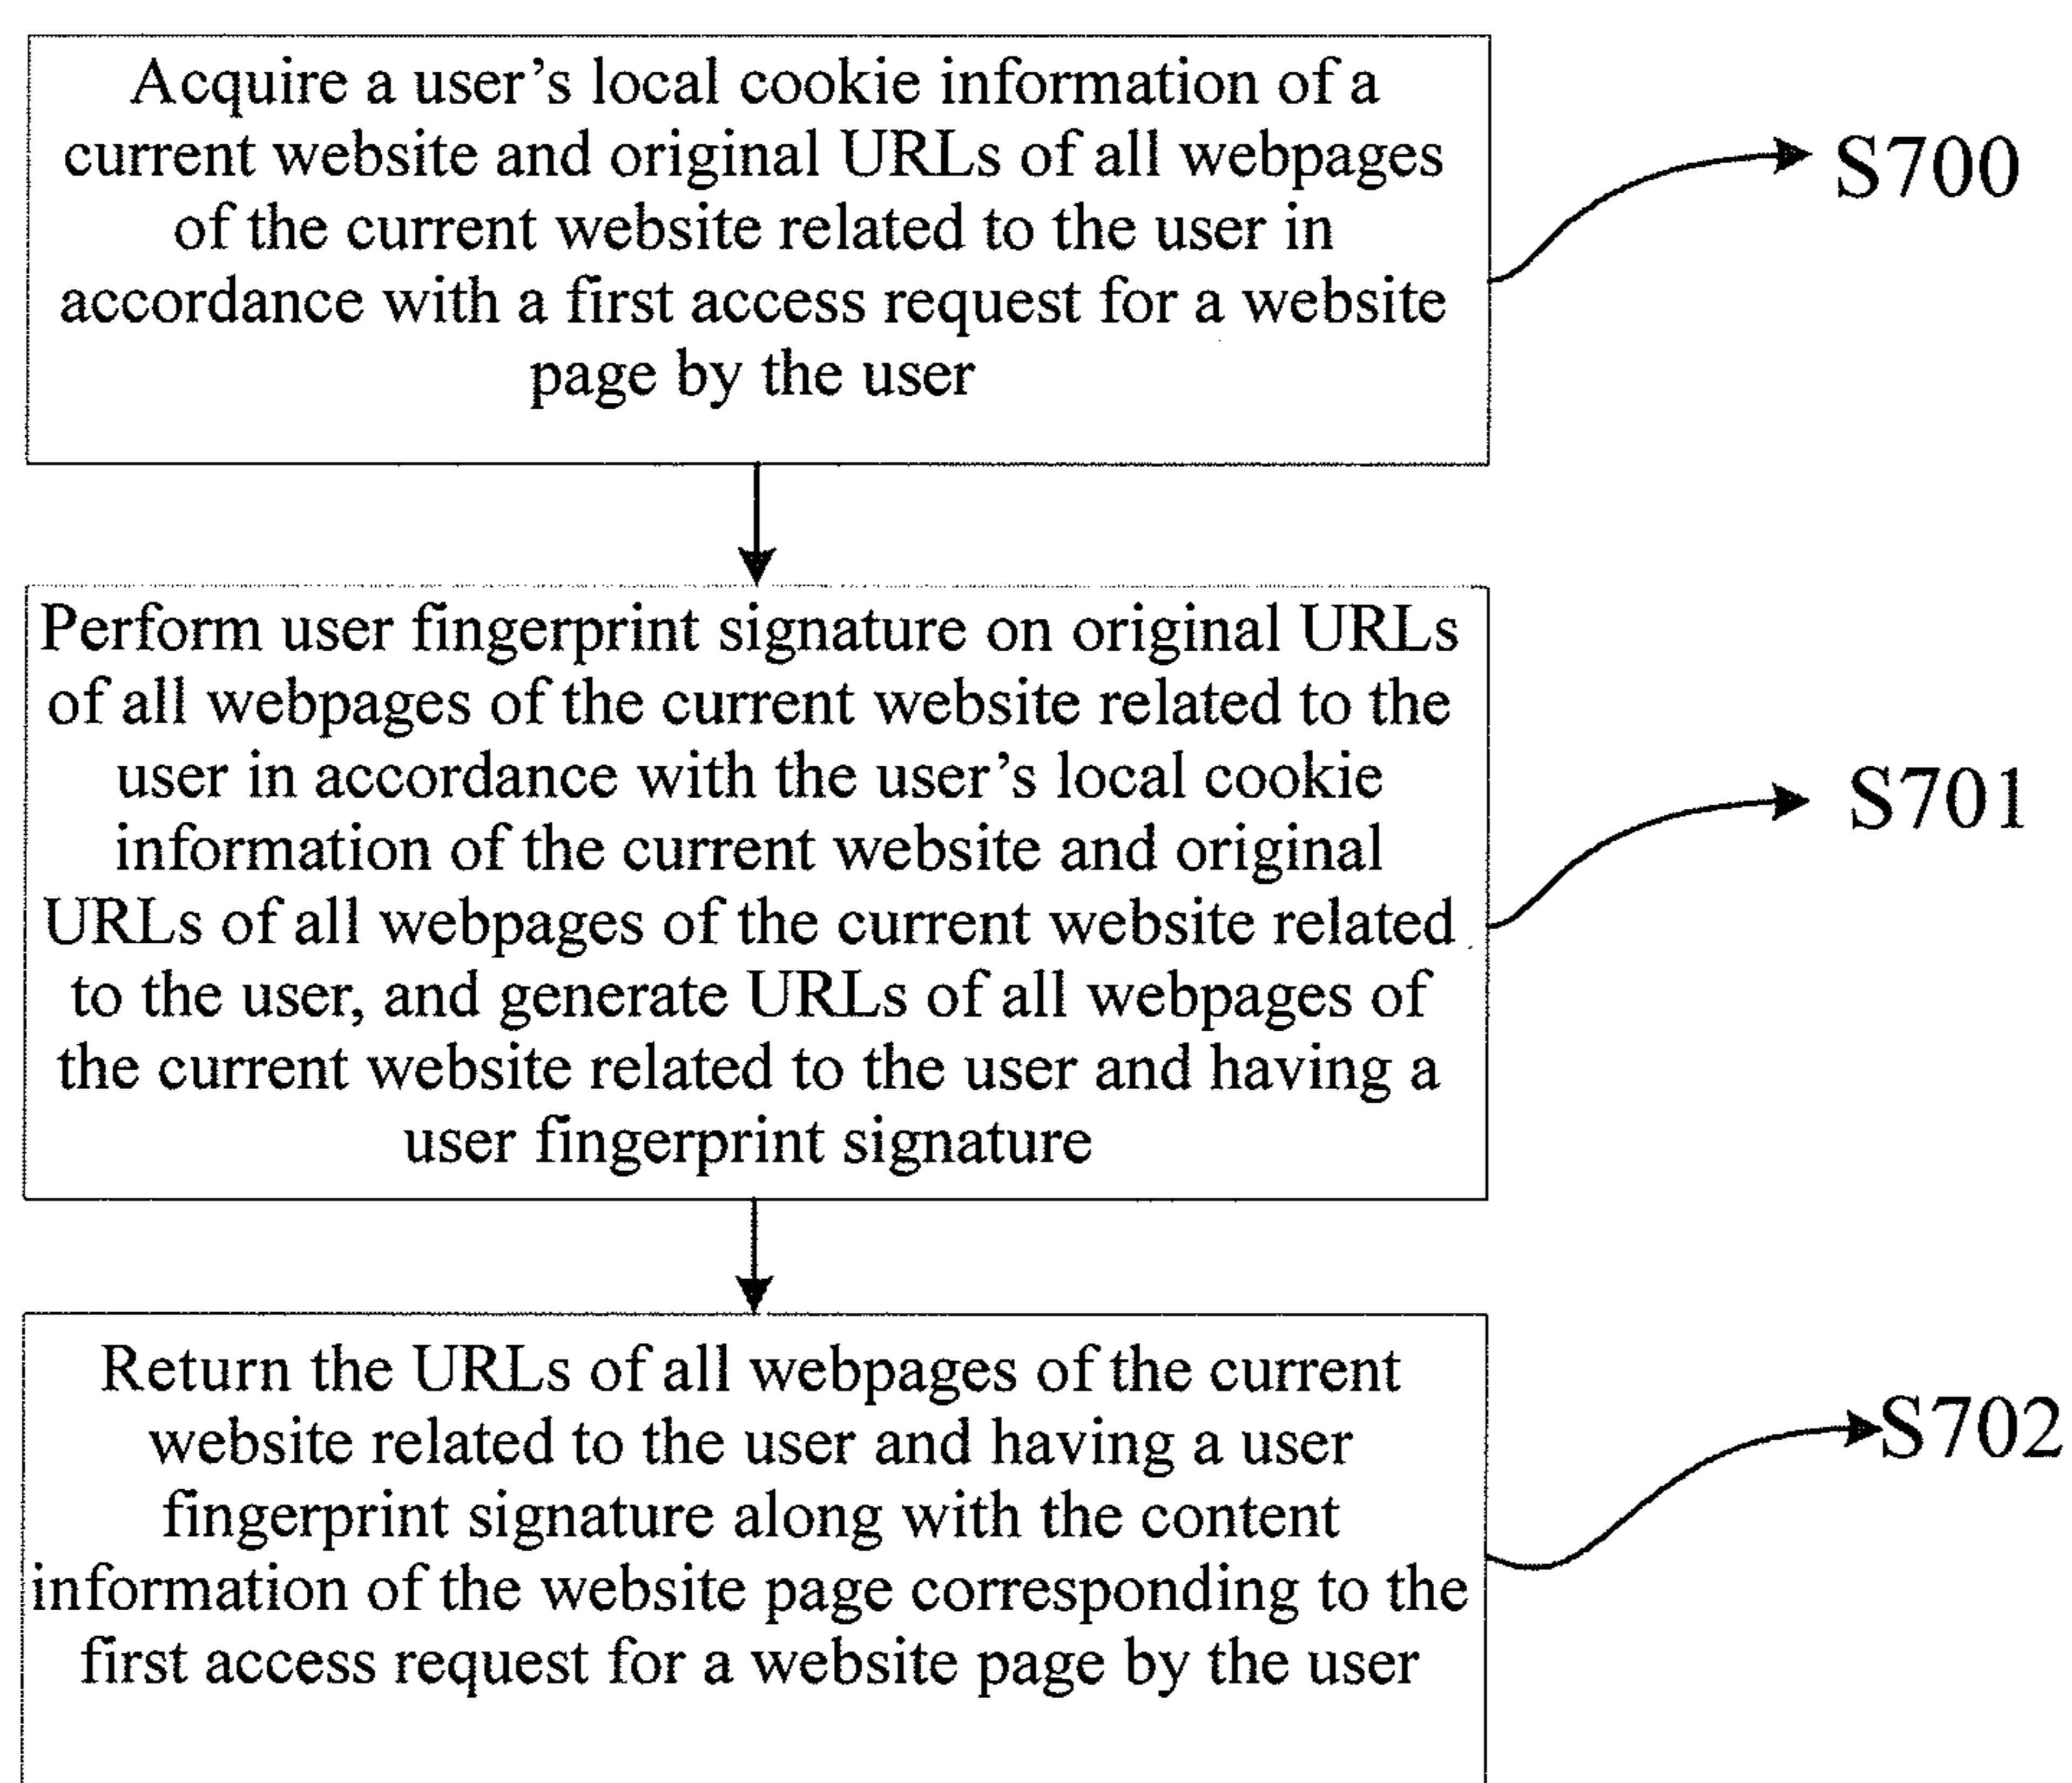 Acquire a user’s local cookie information of a
current website and original URLs of all webpages
of the current website related to the user in
accordance with a first access request for a website
page by the user
S700
Perform user fingerprint signature on original URLs
of all webpages of the current website related to the
user in accordance with the user’s local cookie
information of the current website and original
URLs of all webpages of the current website related
to the user, and generate URLs of all webpages of
the current website related to the user and having a
user fingerprint signature
S701
Return the URLs of all webpages of the current
website related to the user and having a user
fingerprint signature along with the content
information of the website page corresponding to the
first access request for a website page by the user
S702